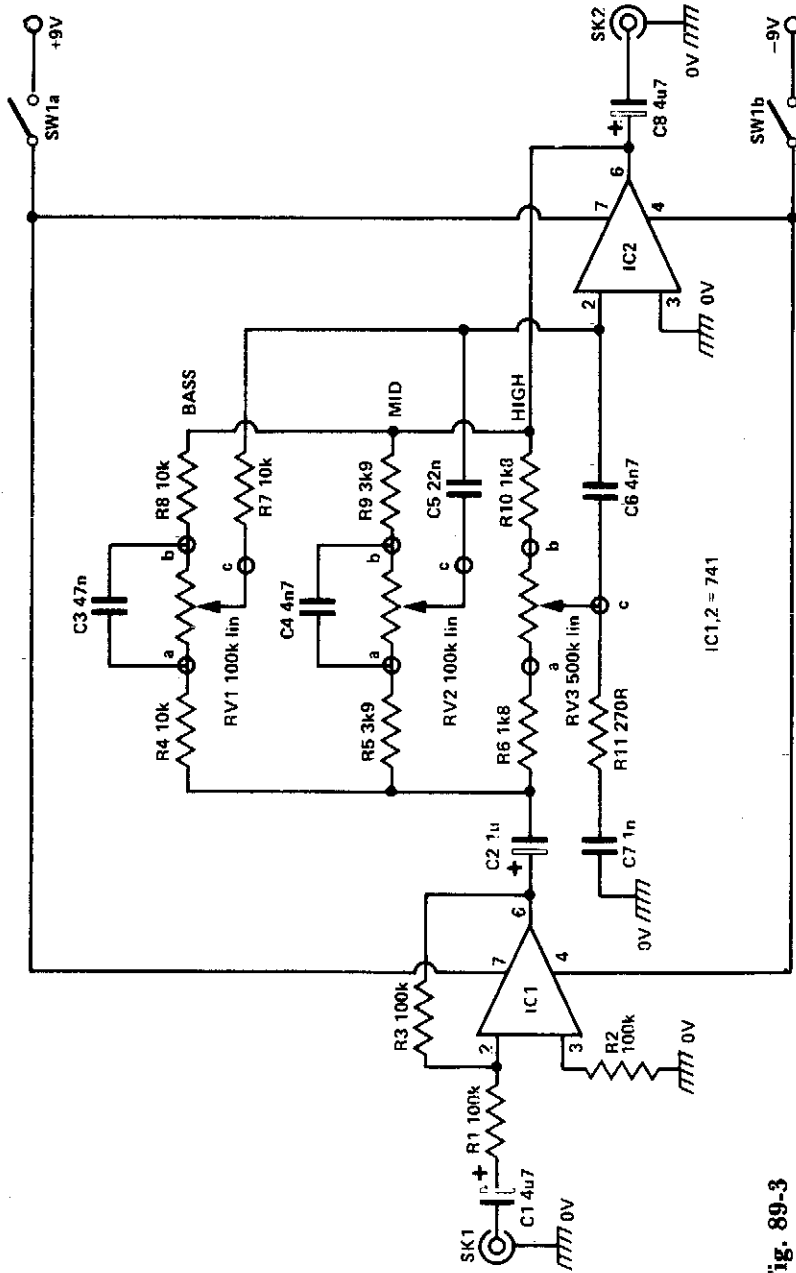 SW1a
+9V
BASS
C3 47n
R4 10k
a
b
R8 10k
RV1 100k lin
c
R7 10k
MID
C4 4n7
R5 3k9
a
b
R9 3k9
RV2 100k lin
c
C5 22n
HIGH
R6 1k8
a
b
R10 1k8
RV3 500k lin
c
C7 1n
R11 270R
C6 4n7
0V
SK1
C1 4u7
+
0V
R1 100k
R3 100k
2
3
7
4
6
IC1
R2
100k
0V
+
C2 1u
2
3
7
4
6
IC2
0V
+
C8 4u7
SK2
0V
SW1b
−9V
IC1,2 = 741
ig. 89-3